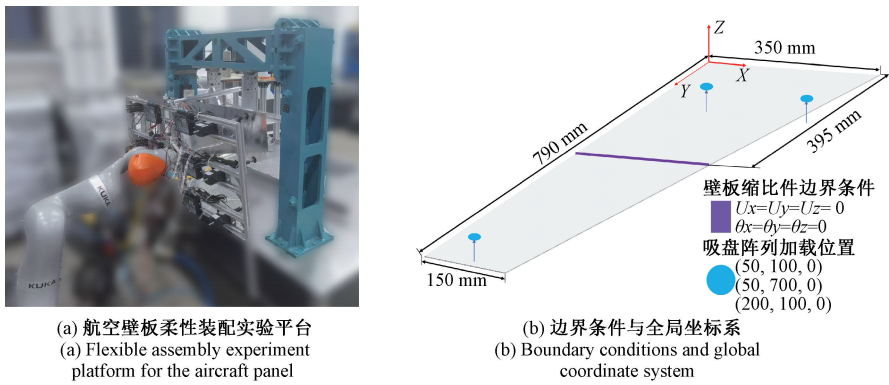 KUKA
KUKA
(a) 航空壁板柔性装配实验平台
(a) Flexible assembly experiment
platform for the aircraft panel
Z
X
Y
350 mm
790 mm
395 mm
150 mm
壁板缩比件边界条件
Ux=Uy=Uz= 0
θx=θy=θz=0
吸盘阵列加载位置
(50, 100, 0)
(50, 700, 0)
(200, 100, 0)
(b) 边界条件与全局坐标系
(b) Boundary conditions and global
coordinate system